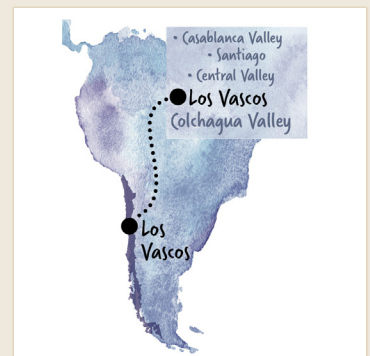 • Casablanca Valley
• Santiago
• Central Valley
Los Vascos
Colchagua Valley
Los
Vascos